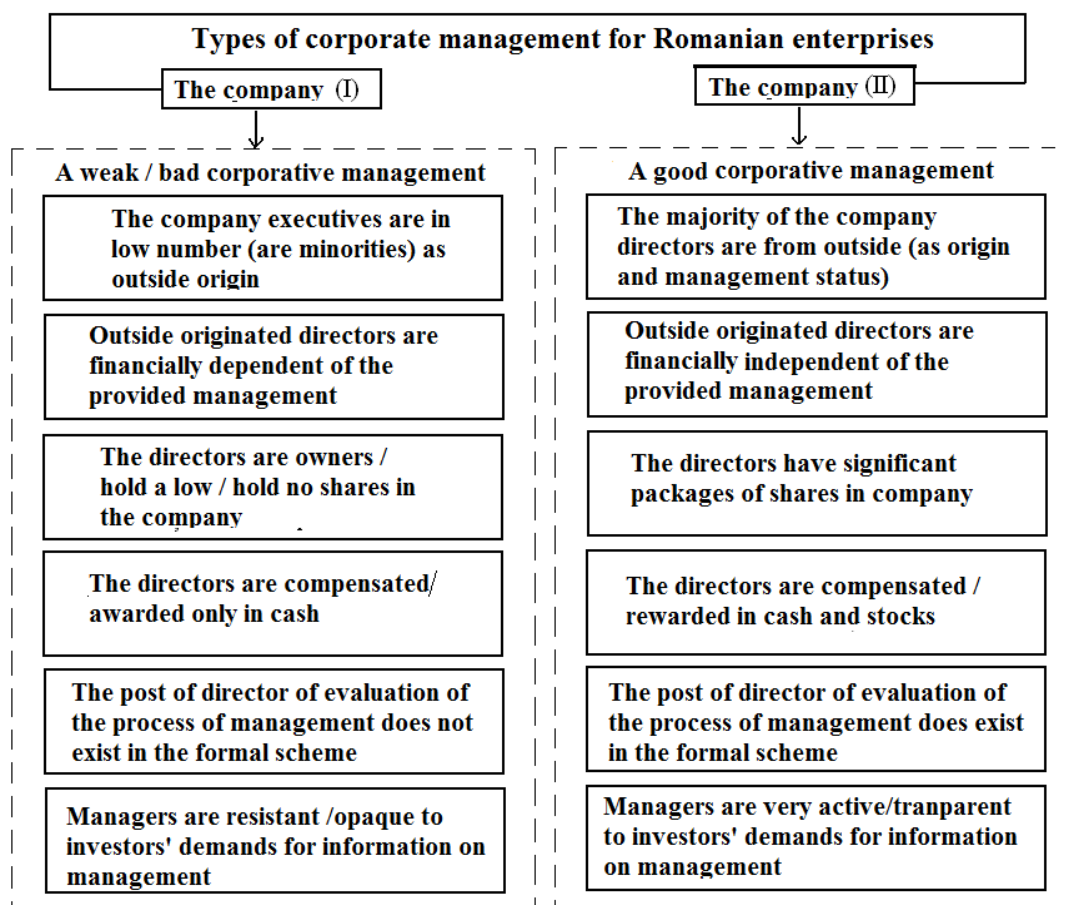 Types of corporate management for Romanian enterprises
The company (I)
The company (II)
A weak / bad corporative management
The company executives are in
low number (are minorities) as
outside origin
Outside originated directors are
financially dependent of the
provided management
The directors are owners /
hold a low / hold no shares in
the company
The directors are compensated/
awarded only in cash
The post of director of evaluation of
the process of management does not
exist in the formal scheme
Managers are resistant /opaque to
investors' demands for information on
management
A good corporative management
The majority of the company
directors are from outside (as origin
and management status)
Outside originated directors are
financially independent of the
provided management
The directors have significant
packages of shares in company
The directors are compensated /
rewarded in cash and stocks
The post of director of evaluation of
the process of management does exist
in the formal scheme
Managers are very active/tranparent
to investors' demands for information
on management